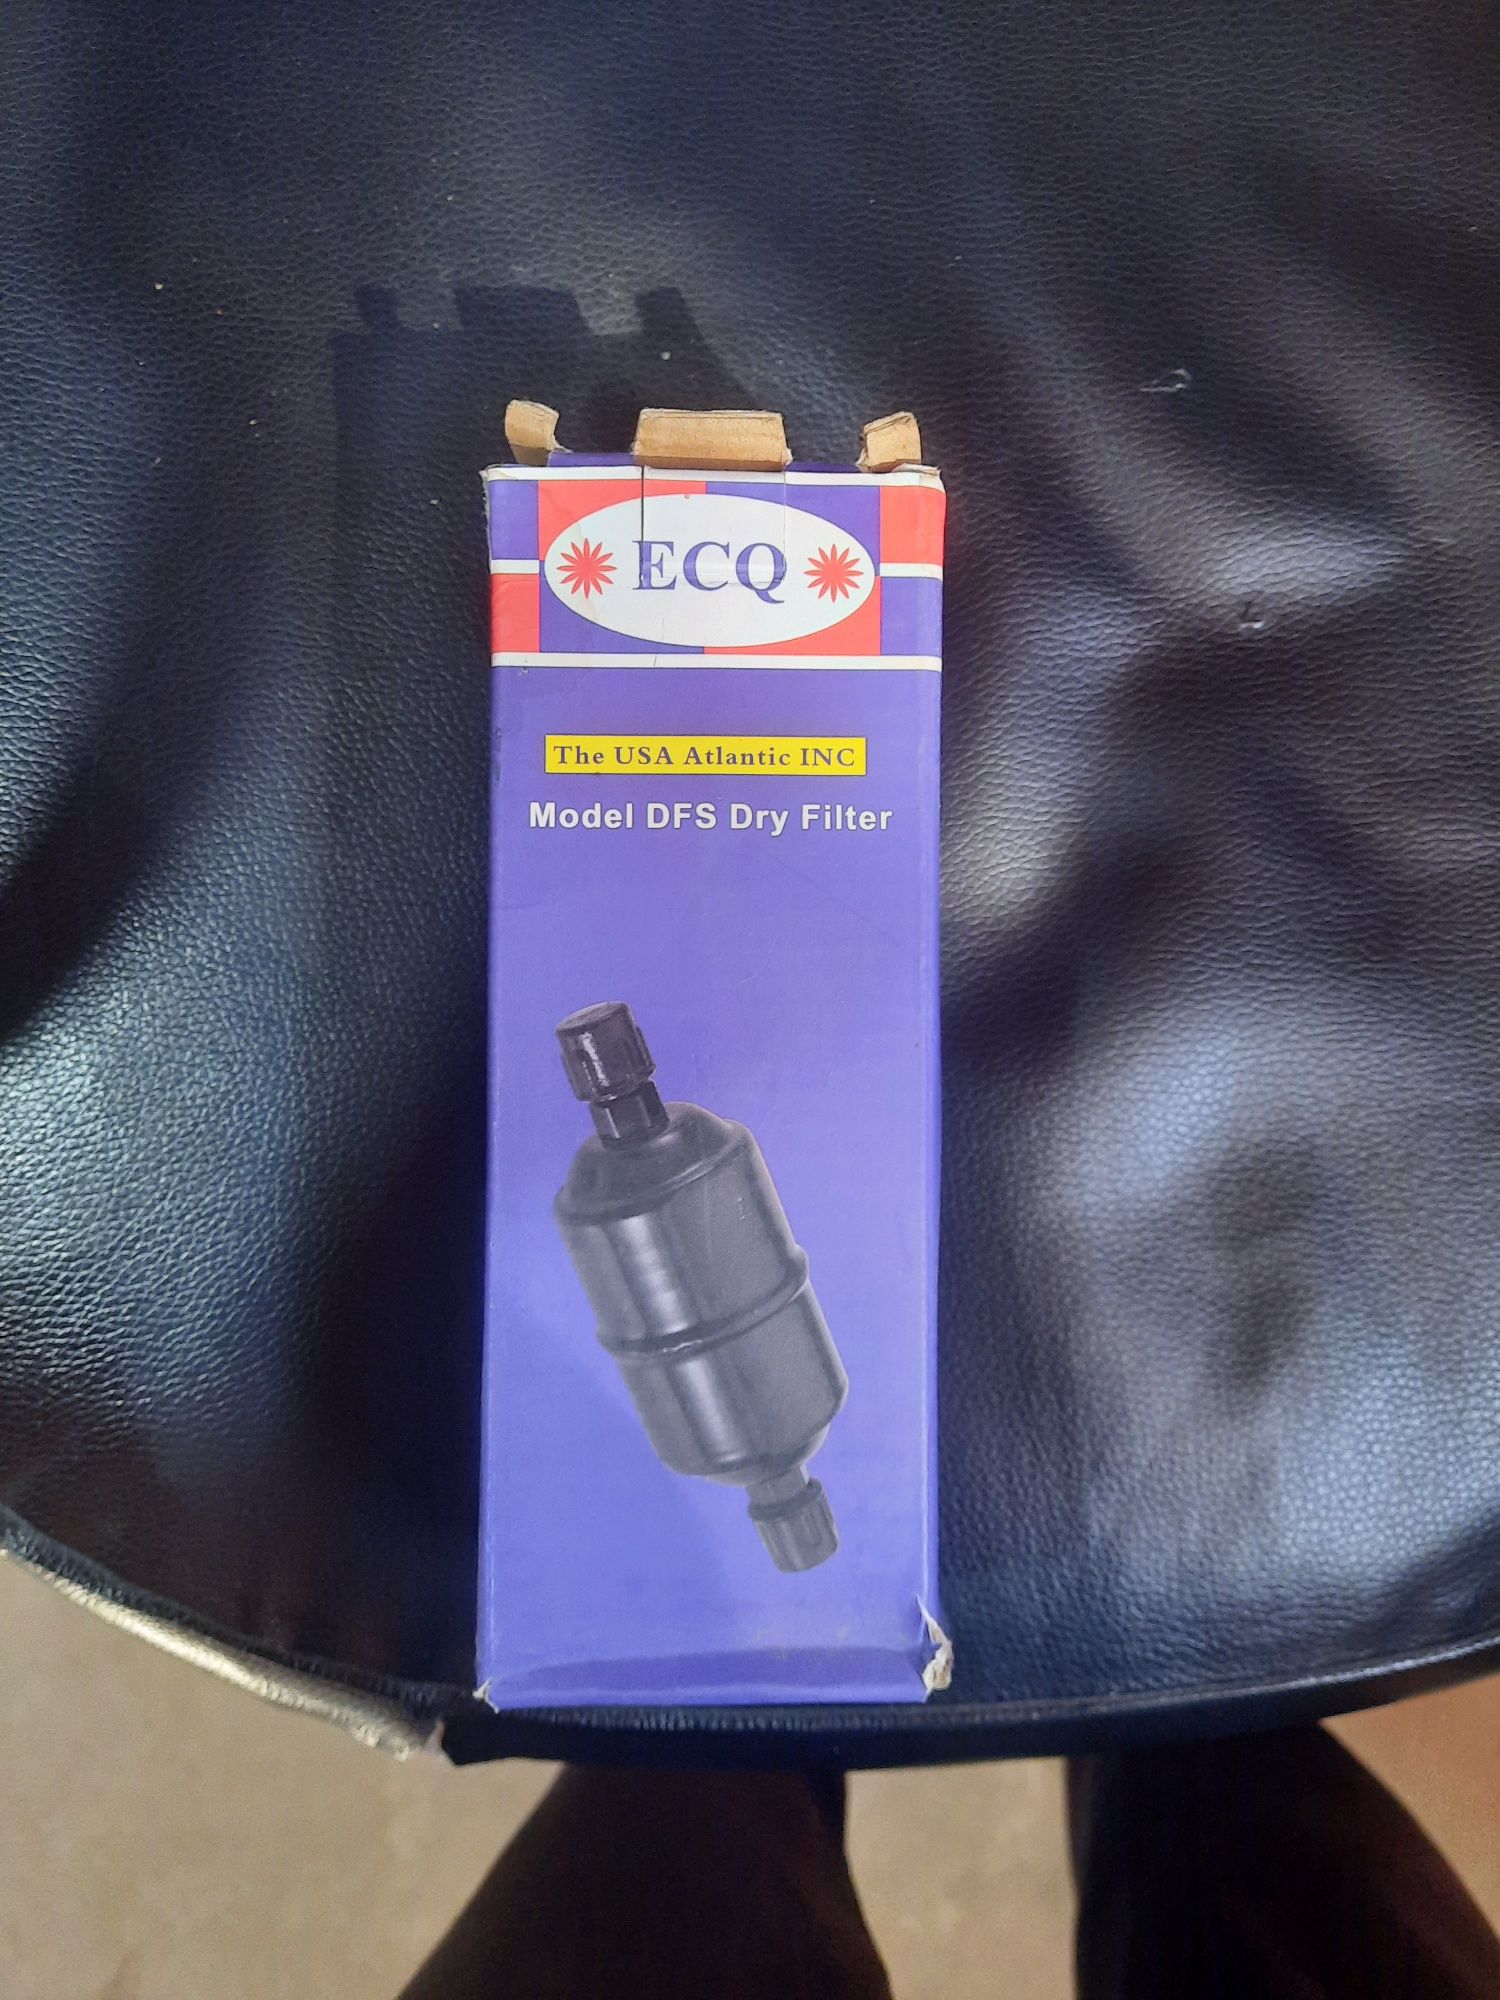 ECQ
The USA Atlantic INC
Model DFS Dry Filter